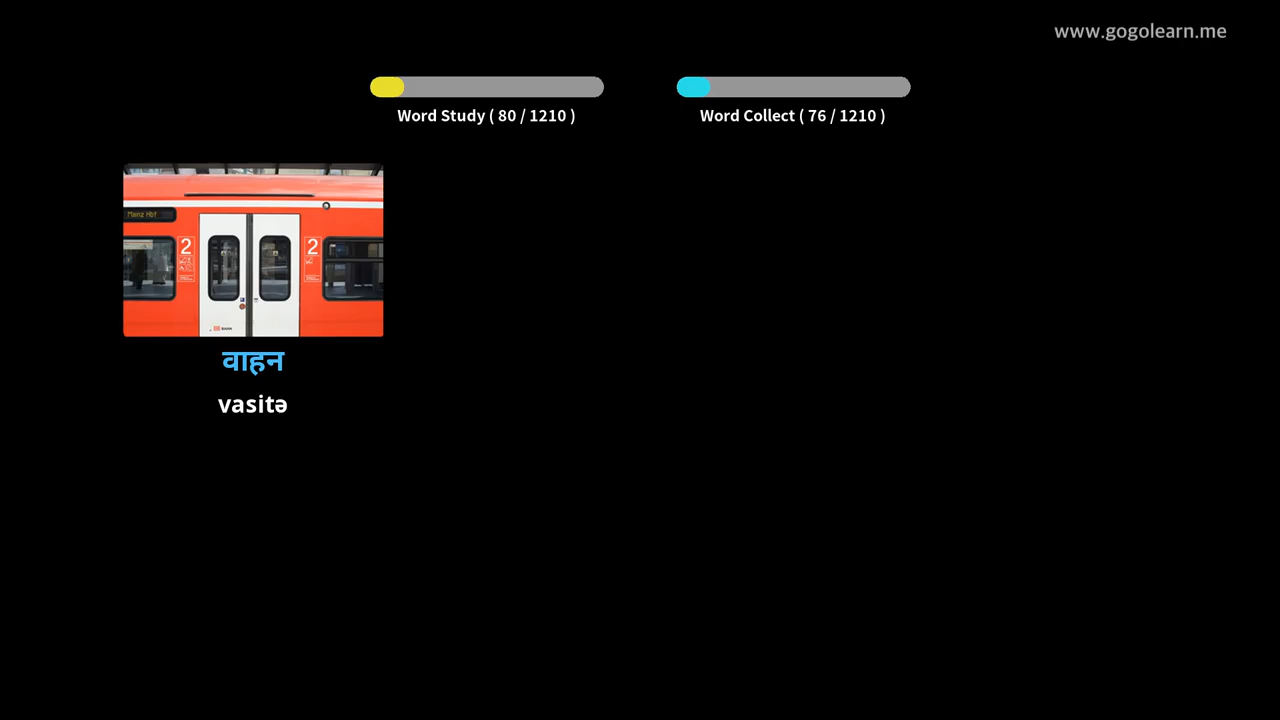 www.gogolearn.me
Word Study ( 80 / 1210 )
Word Collect ( 76 / 1210 )
Mainz Hbf
2
2
वाहन
vasitə